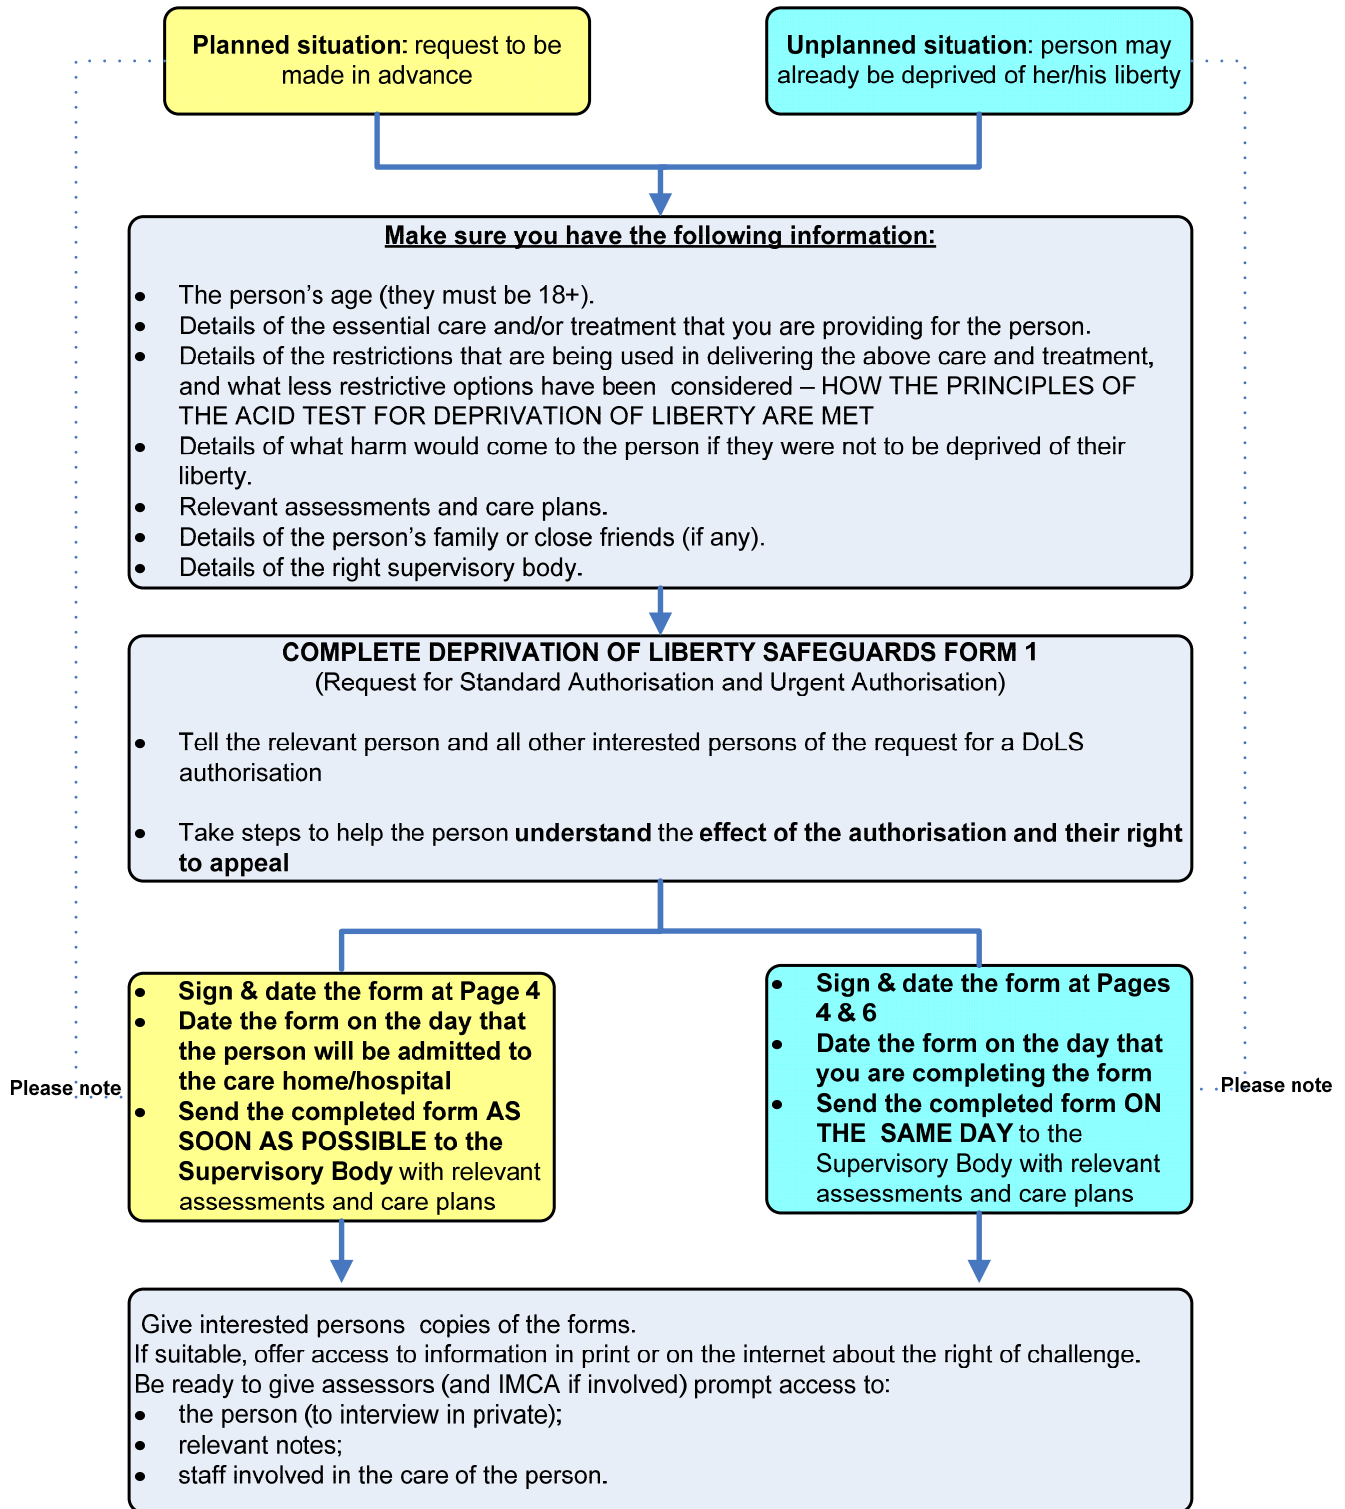 Planned situation: request to be
made in advance
Unplanned situation: person may
already be deprived of her/his liberty
Make sure you have the following information:
• The person's age (they must be 18+).
• Details of the essential care and/or treatment that you are providing for the person.
• Details of the restrictions that are being used in delivering the above care and treatment,
and what less restrictive options have been considered – HOW THE PRINCIPLES OF
THE ACID TEST FOR DEPRIVATION OF LIBERTY ARE MET
• Details of what harm would come to the person if they were not to be deprived of their
liberty.
• Relevant assessments and care plans.
• Details of the person's family or close friends (if any).
• Details of the right supervisory body.
COMPLETE DEPRIVATION OF LIBERTY SAFEGUARDS FORM 1
(Request for Standard Authorisation and Urgent Authorisation)
• Tell the relevant person and all other interested persons of the request for a DoLS
authorisation
• Take steps to help the person understand the effect of the authorisation and their right
to appeal
Please note
• Sign & date the form at Page 4
• Date the form on the day that
the person will be admitted to
the care home/hospital
• Send the completed form AS
SOON AS POSSIBLE to the
Supervisory Body with relevant
assessments and care plans
• Sign & date the form at Pages
4 & 6
• Date the form on the day that
you are completing the form
• Send the completed form ON
THE SAME DAY to the
Supervisory Body with relevant
assessments and care plans
Please note
Give interested persons copies of the forms.
If suitable, offer access to information in print or on the internet about the right of challenge.
Be ready to give assessors (and IMCA if involved) prompt access to:
• the person (to interview in private);
• relevant notes;
• staff involved in the care of the person.